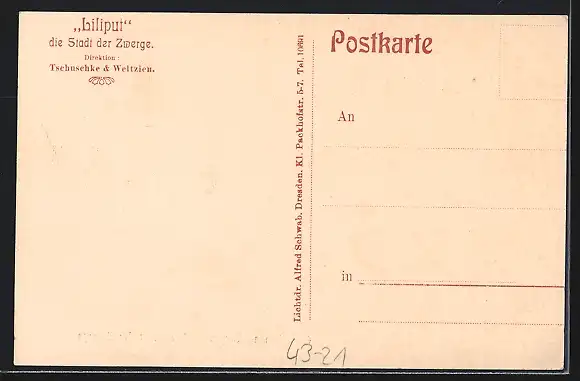 „Liliput“
die Stadt der Zwerge.
Direktion:
Tschuschke & Weltzien.
Lichtdr. Alfred Schwab, Dresden, Kl. Packhofstr. 5-7. Tel. 10691
Postkarte
An
in
43-21